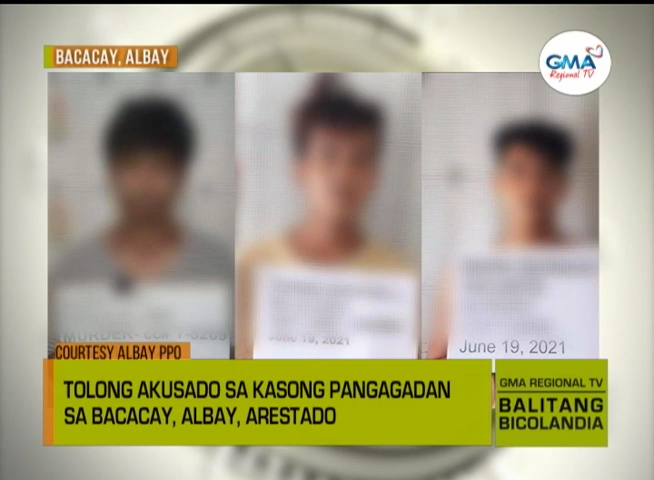 BACACAY, ALBAY
GMA
Regional TV
June 19, 2021
June 19, 2021
COURTESY ALBAY PPO
TOLONG AKUSADO SA KASONG PANGAGADAN
SA BACACAY, ALBAY, ARESTADO
GMA REGIONAL TV
BALITANG
BICOLANDIA